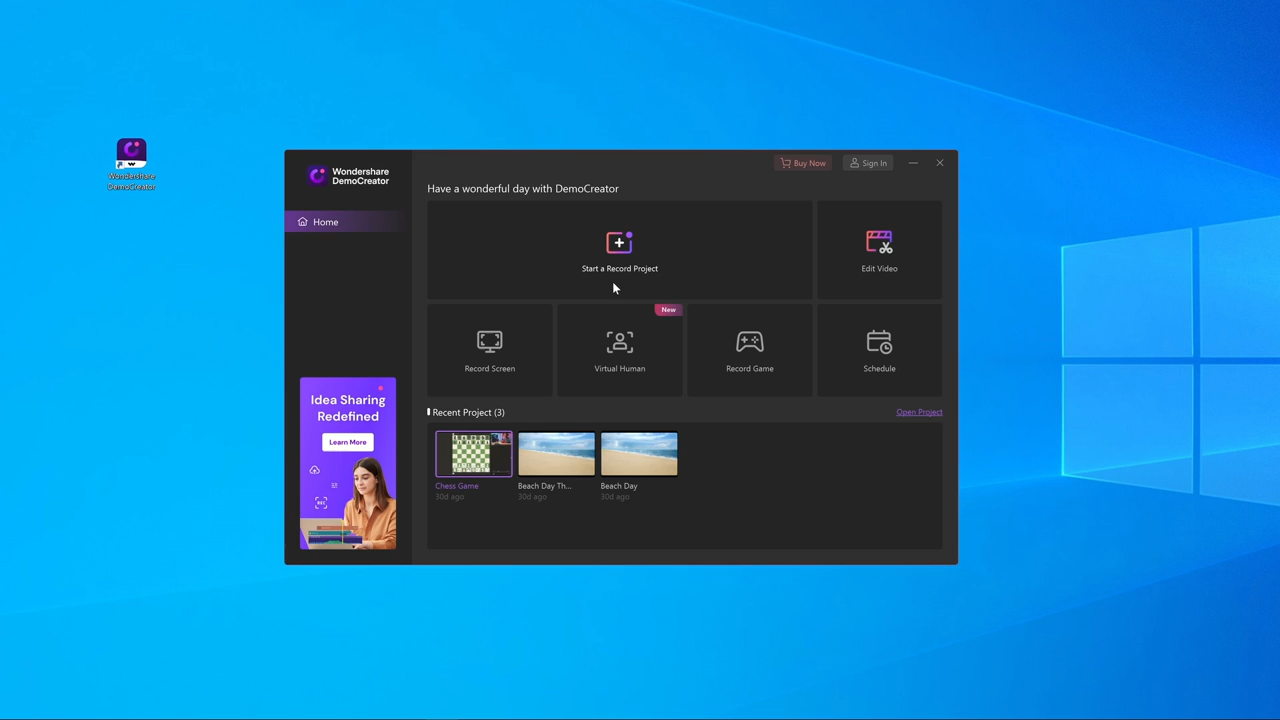 Wondershare
DemoCreator
Wondershare
DemoCreator
Home
Idea Sharing
Redefined
Learn More
REC
Buy Now
Sign In
Have a wonderful day with DemoCreator
Start a Record Project
Edit Video
New
Record Screen
Virtual Human
Record Game
Schedule
Recent Project (3)
Open Project
Chess Game
Beach Day Th...
Beach Day
30d ago
30d ago
30d ago